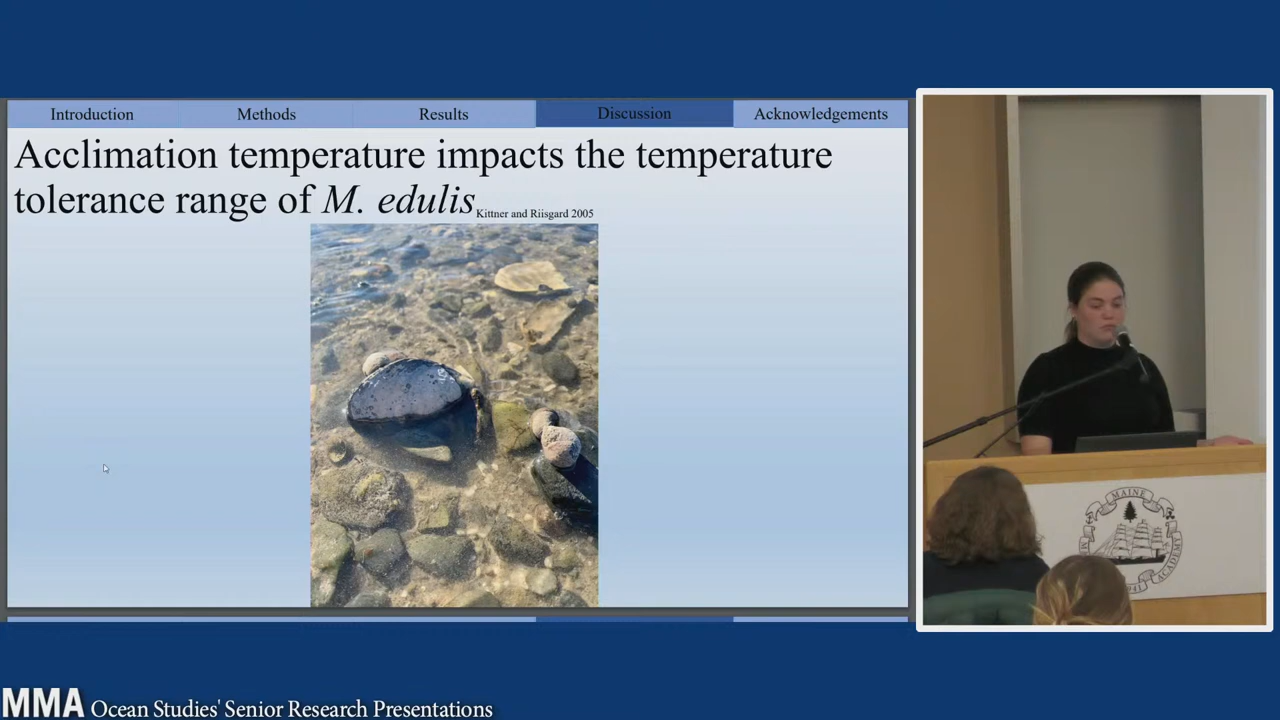 Introduction
Methods
Results
Discussion
Acknowledgements
Acclimation temperature impacts the temperature
tolerance range of M. edulis
Kittner and Riisgard 2005
MAINE
ACADEMY
MMA Ocean Studies' Senior Research Presentations